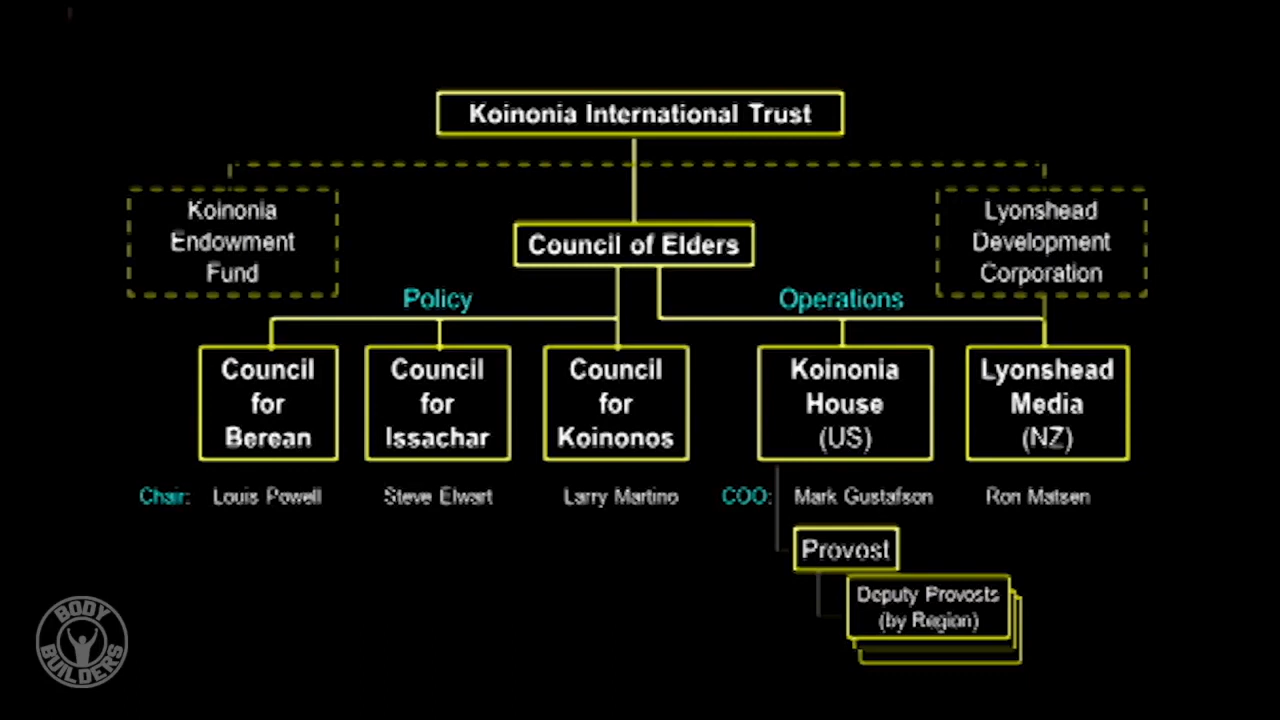 Koinonia International Trust
Koinonia
Endowment
Fund
Lyonshead
Development
Corporation
Council of Elders
Policy
Operations
Council
for
Berean
Council
for
Issachar
Council
for
Koinonos
Koinonia
House
(US)
Lyonshead
Media
(NZ)
Chair: Louis Powell
Steve Elwart
Larry Martino
COO: Mark Gustafson
Ron Matsen
Provost
Deputy Provosts
(by Region)
BODY
BUILDERS